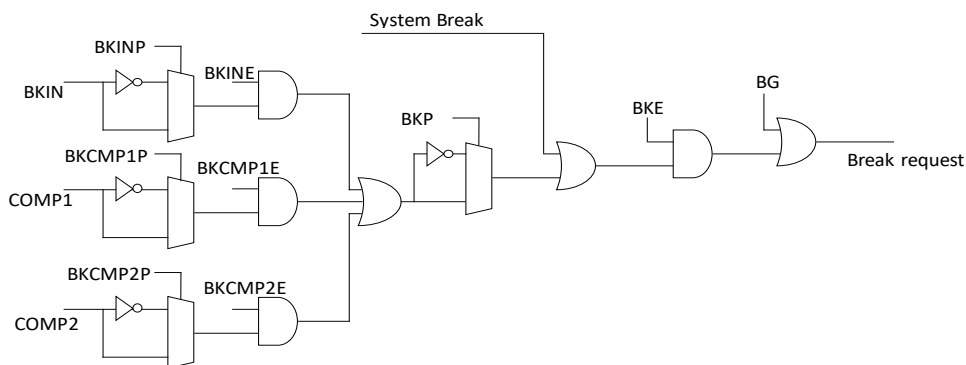 System Break
BKINP
BKIN
BKINE
BKP
BKE
BG
Break request
BKCMP1P
BKCMP1E
COMP1
BKCMP2P
BKCMP2E
COMP2